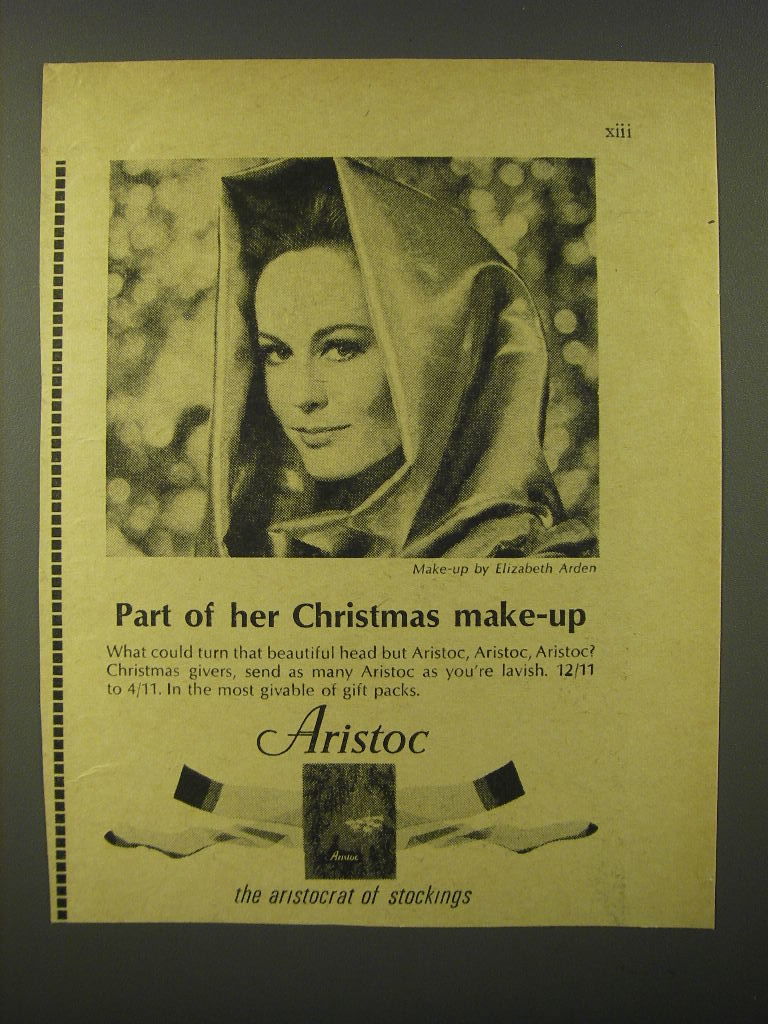 xiii
Make-up by Elizabeth Arden
Part of her Christmas make-up
What could turn that beautiful head but Aristoc, Aristoc, Aristoc?
Christmas givers, send as many Aristoc as you're lavish. 12/11
to 4/11. In the most givable of gift packs.
Aristoc
Aristoc
the aristocrat of stockings